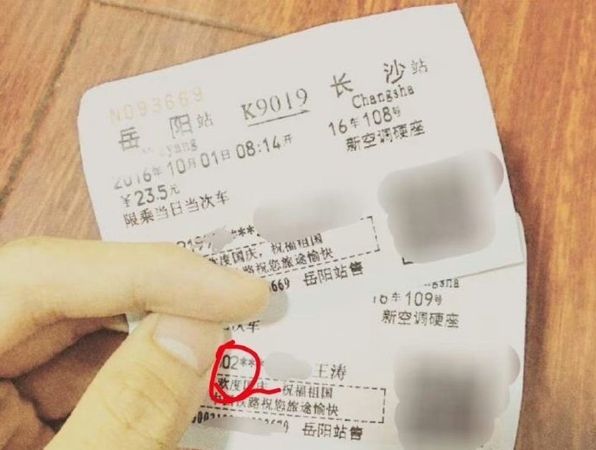 N093669
岳阳站 K9019 长沙站
yang Changsha
2016年10月01日08:14开 16车108号
¥23.5元 新空调硬座
限乘当日当次车
欢度国庆，祝福祖国
铁路祝您旅途愉快
669 岳阳站售
16车109号
新空调硬座
次车
02** 王涛
欢度国庆，祝福祖国
铁路祝您旅途愉快
岳阳站售